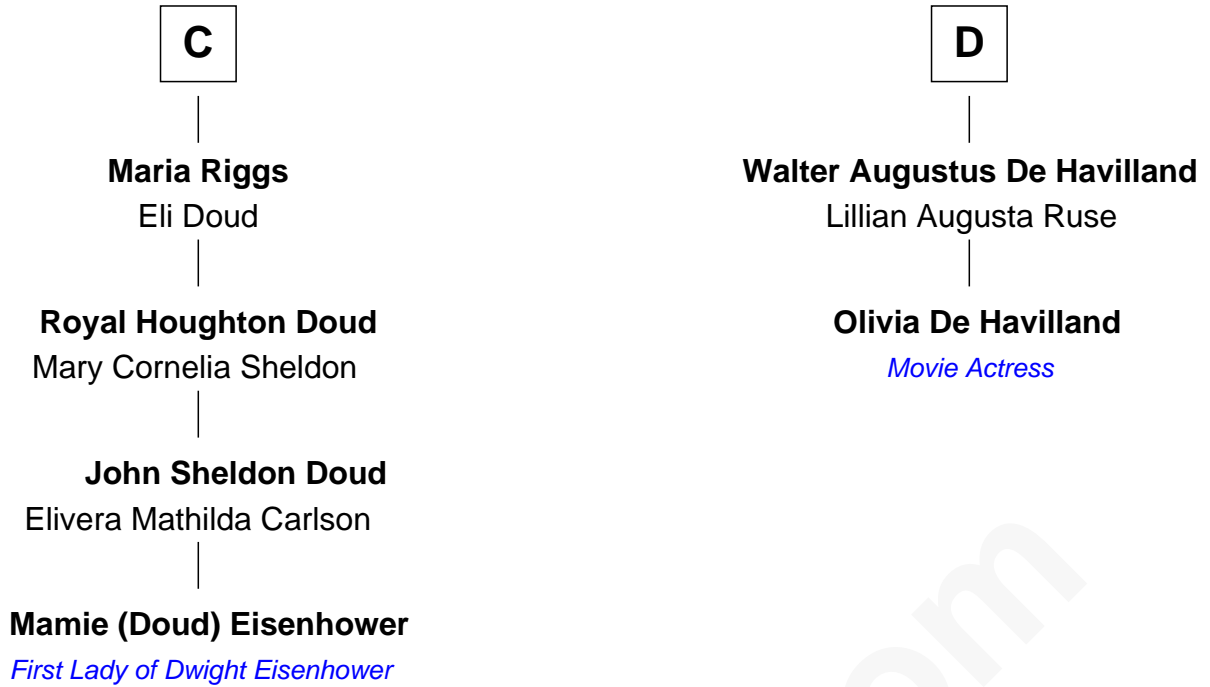 C
Maria Riggs
Eli Doud
Royal Houghton Doud
Mary Cornelia Sheldon
John Sheldon Doud
Elivera Mathilda Carlson
Mamie (Doud) Eisenhower
First Lady of Dwight Eisenhower
D
Walter Augustus De Havilland
Lillian Augusta Ruse
Olivia De Havilland
Movie Actress
om